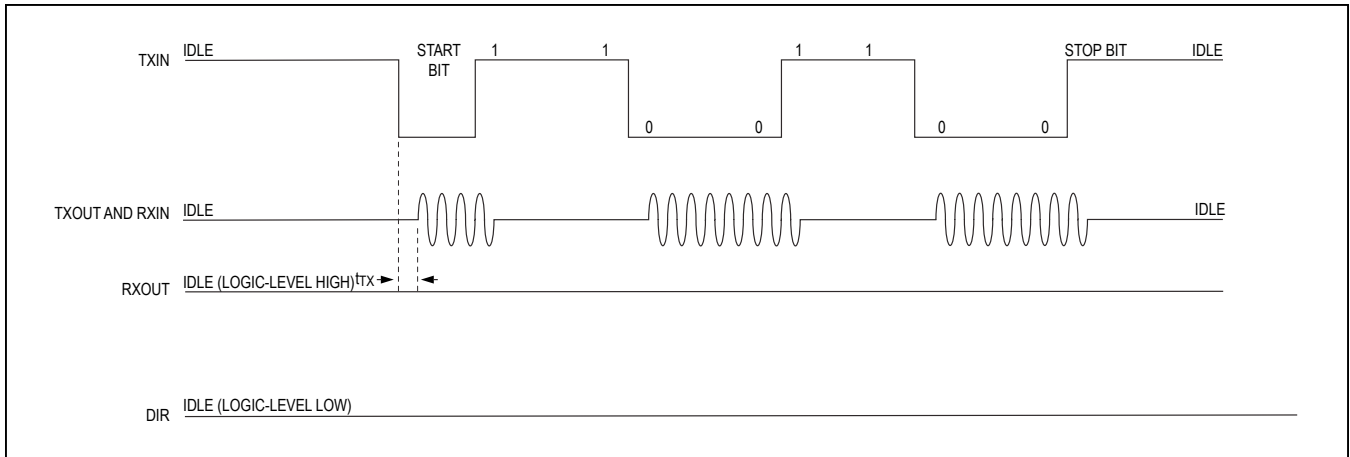 TXIN IDLE START BIT 1 1 1 1 STOP BIT IDLE
0 0 0 0
TXOUT AND RXIN IDLE IDLE
RXOUT IDLE (LOGIC-LEVEL HIGH) tTX
DIR IDLE (LOGIC-LEVEL LOW)